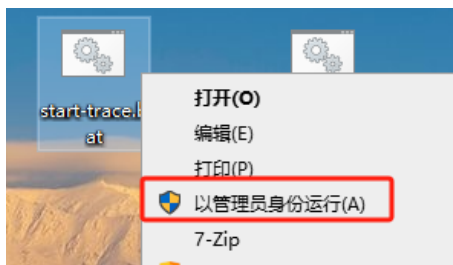 start-trace.b
at
打开(O)
编辑(E)
打印(P)
以管理员身份运行(A)
7-Zip